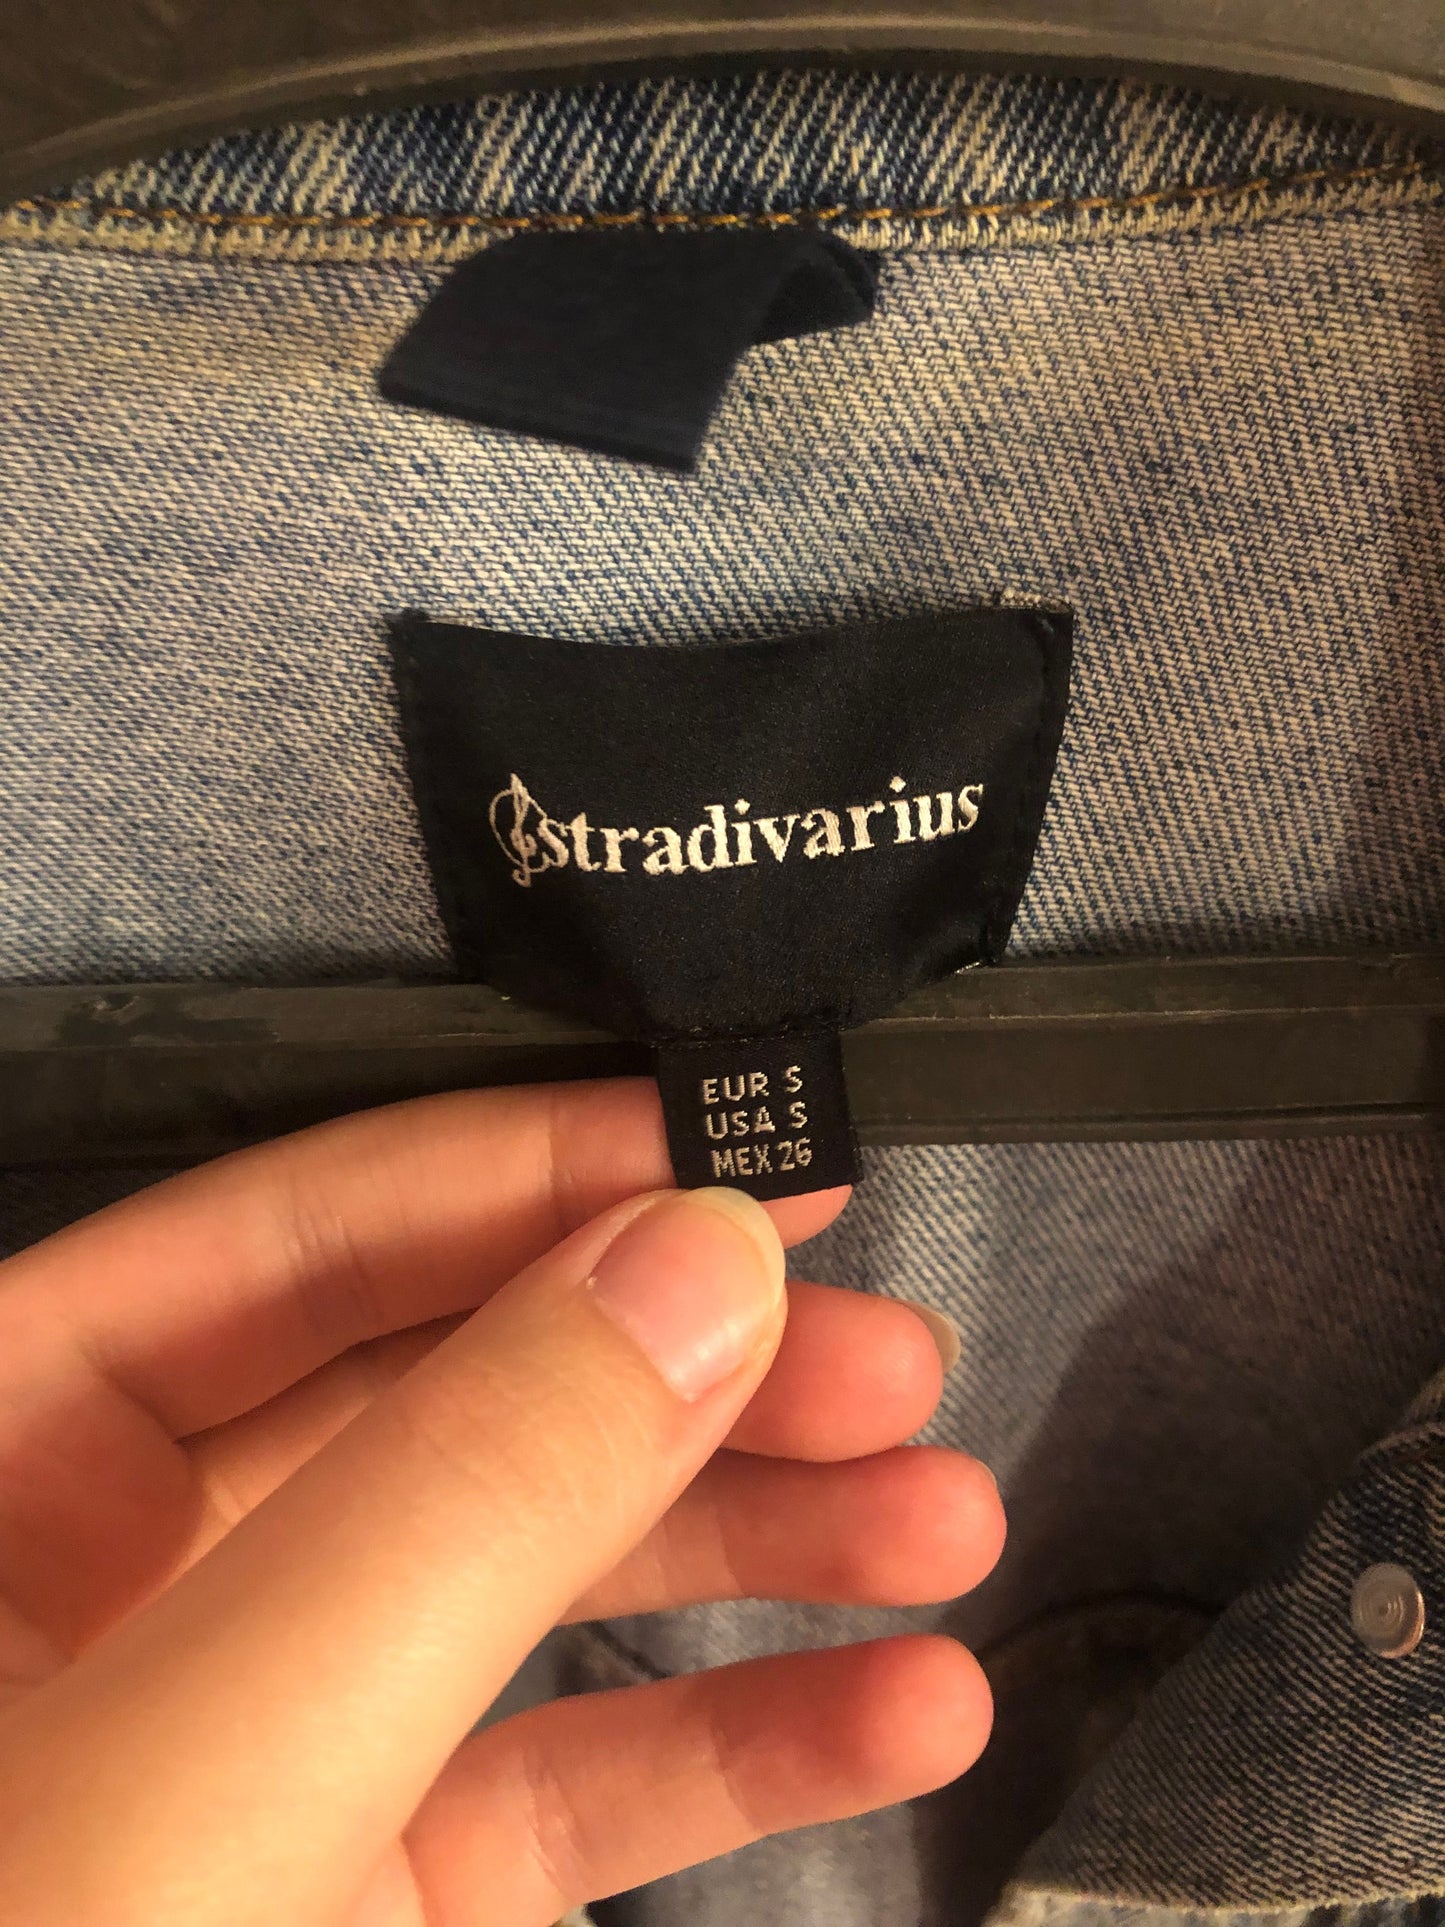 stradivarius
EUR S
USA S
MEX 26